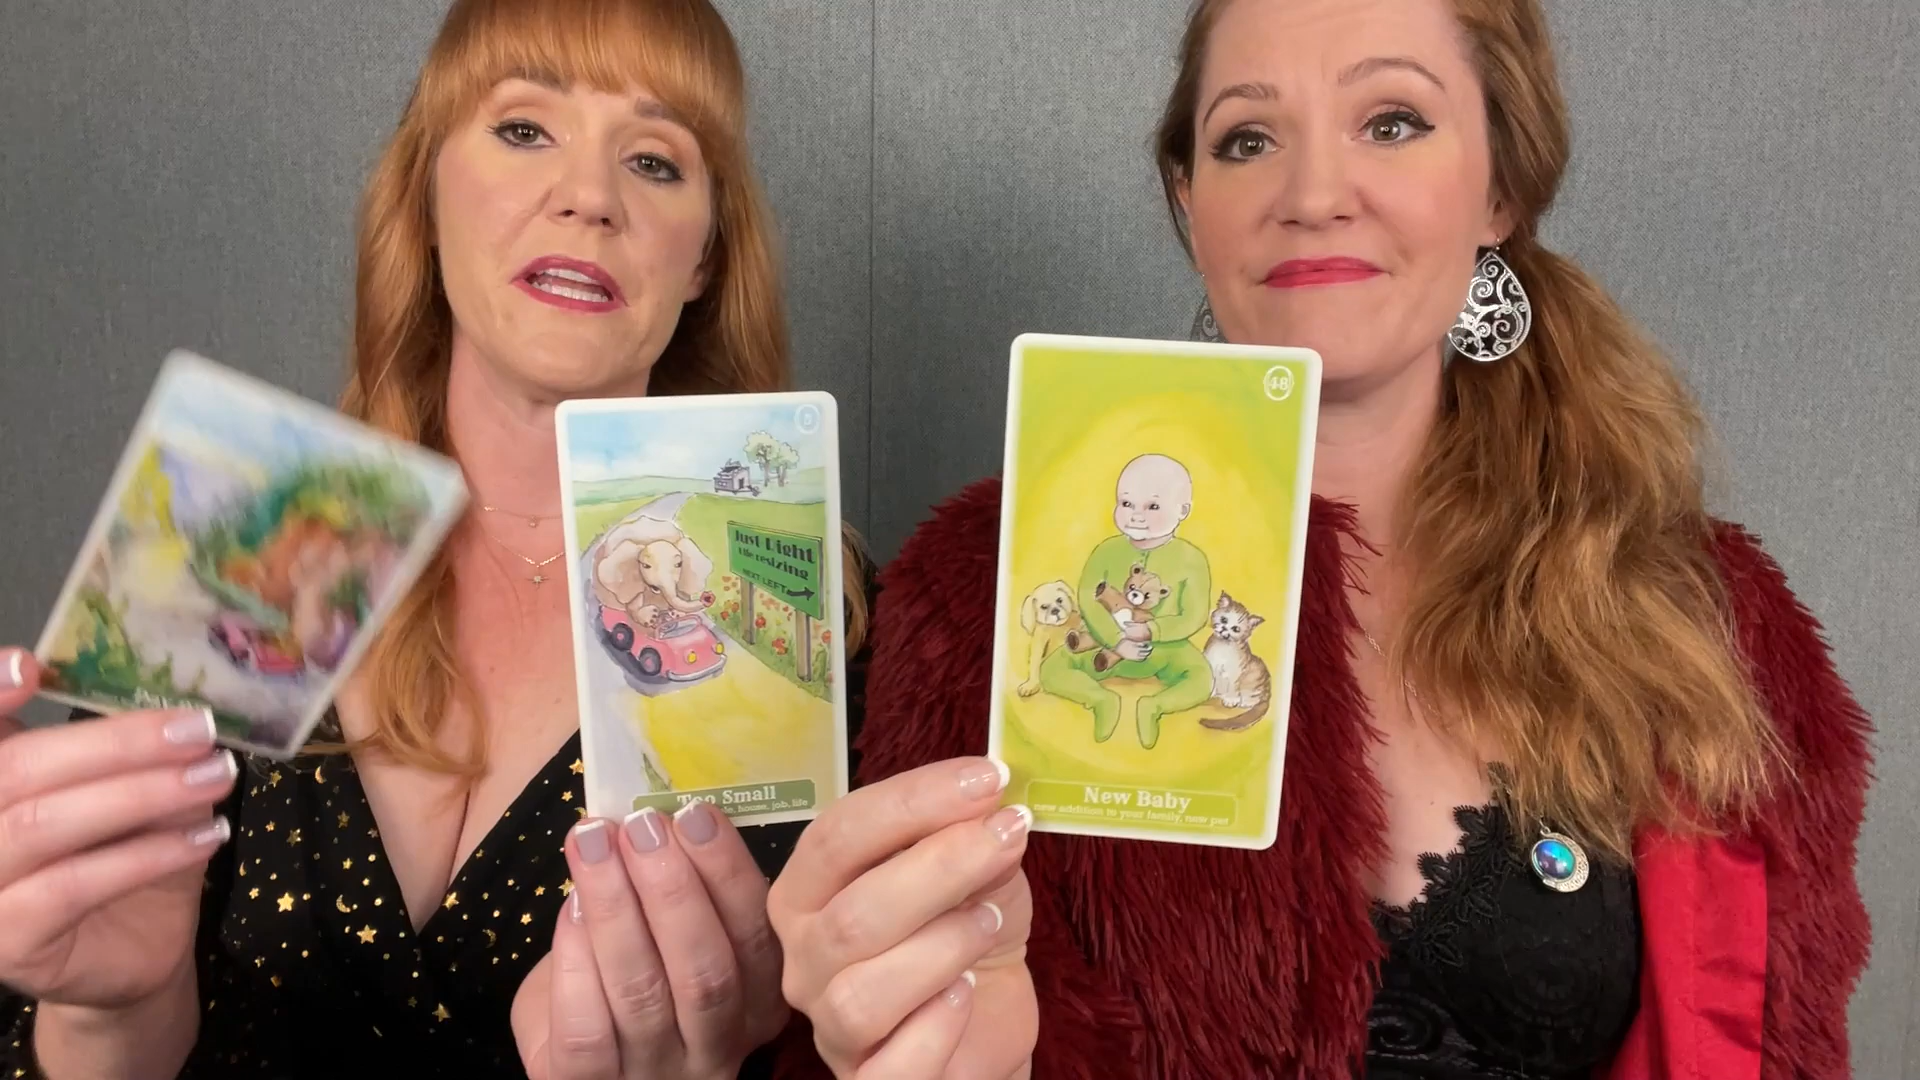 Just Right
life resizing
NEXT LEFT
Too Small
house, job, life
48
New Baby
new addition to your family, new pet